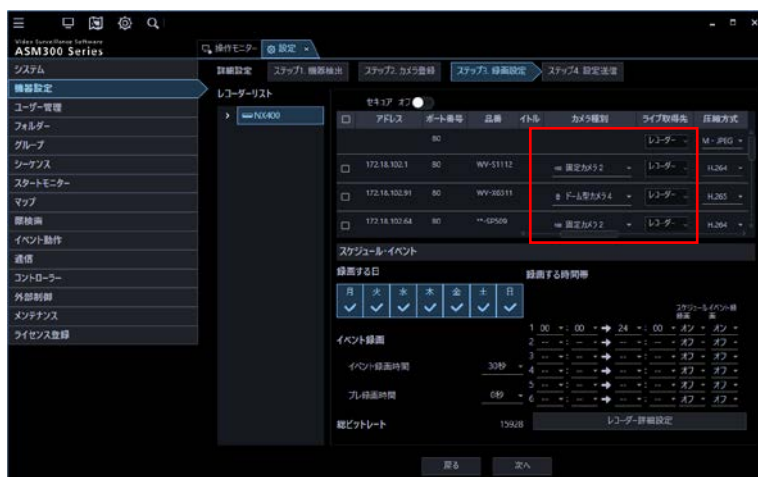 Video Surveillance Software
ASM300 Series
操作モニター 設定 ×
システム
機器設定
ユーザー管理
フォルダー
グループ
シーケンス
スタートモニター
マップ
顔検索
イベント動作
通信
コントローラー
外部制御
メンテナンス
ライセンス登録
詳細設定 ステップ1. 機器検出 ステップ2. カメラ登録 ステップ3. 録画設定 ステップ4. 設定送信
レコーダーリスト
NX400
セキュア オフ
アドレス ポート番号 品番 イトル カメラ種別 ライブ取得先 圧縮方式
80 レコーダー M - JPEG
172.18.102.1 80 WV-S1112 固定カメラ2 レコーダー H.264
172.18.102.91 80 WV-X6511 ドーム型カメラ4 レコーダー H.265
172.18.102.64 80 **-SP509 固定カメラ2 レコーダー H.264
スケジュール・イベント
録画する日 録画する時間帯
月 火 水 木 金 土 日
スケジュール録画 イベント録画
1 00 : 00 24 : 00 オン オン
2 -- : -- -- : -- オフ オフ
3 -- : -- -- : -- オフ オフ
4 -- : -- -- : -- オフ オフ
5 -- : -- -- : -- オフ オフ
6 -- : -- -- : -- オフ オフ
イベント録画
イベント録画時間 30秒
プレ録画時間 0秒
総ビットレート 15928
レコーダー詳細設定
戻る 次へ